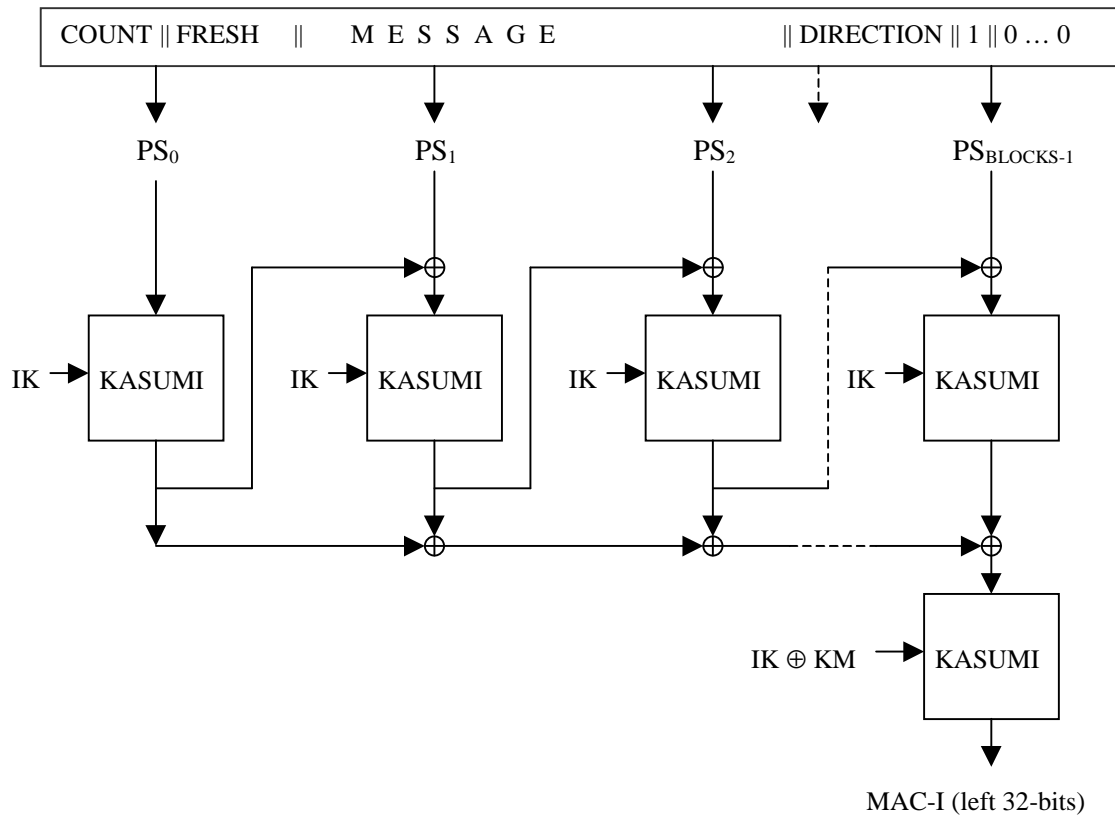 COUNT || FRESH || M E S S A G E || DIRECTION || 1 || 0 … 0
PS0 PS1 PS2 PSBLOCKS-1
IK KASUMI IK KASUMI IK KASUMI IK KASUMI
IK ⊕ KM KASUMI
MAC-I (left 32-bits)